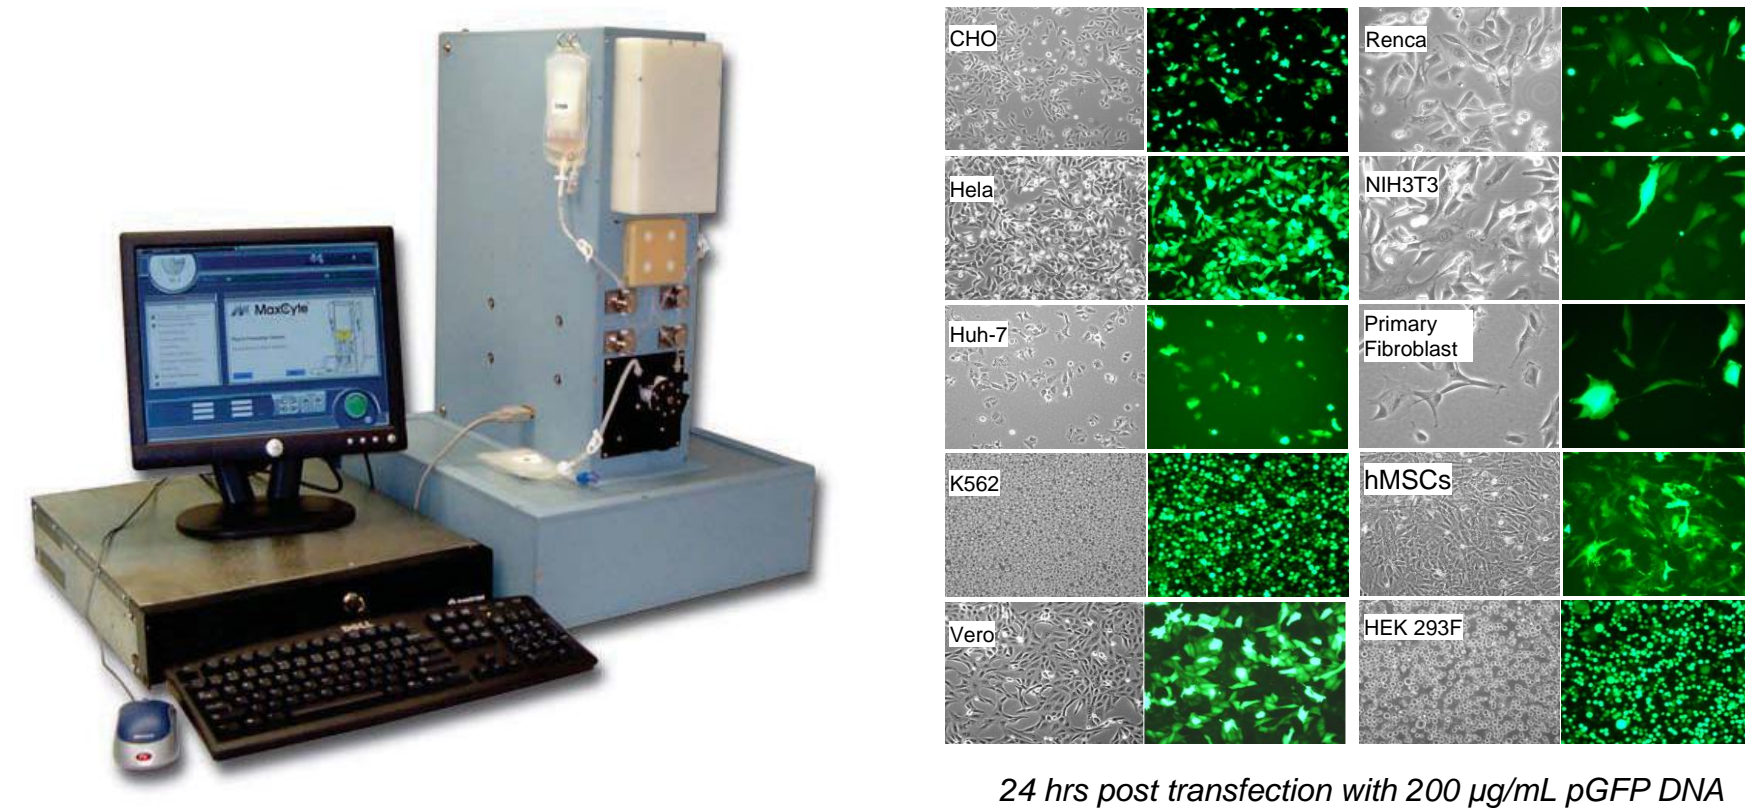 MaxCyte
DELL
CHO
Renca
Hela
NIH3T3
Huh-7
Primary
Fibroblast
K562
hMSCs
Vero
HEK 293F
24 hrs post transfection with 200 µg/mL pGFP DNA